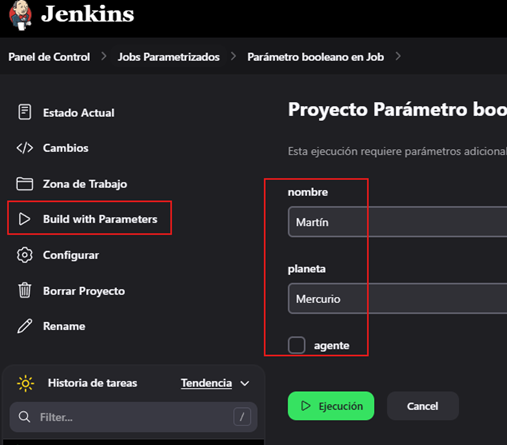 Jenkins
Panel de Control > Jobs Parametrizados > Parámetro booleano en Job >
Estado Actual
Cambios
Zona de Trabajo
Build with Parameters
Configurar
Borrar Proyecto
Rename
Historia de tareas Tendencia
Filter... /
Proyecto Parámetro boo
Esta ejecución requiere parámetros adicional
nombre
Martín
planeta
Mercurio
agente
Ejecución Cancel